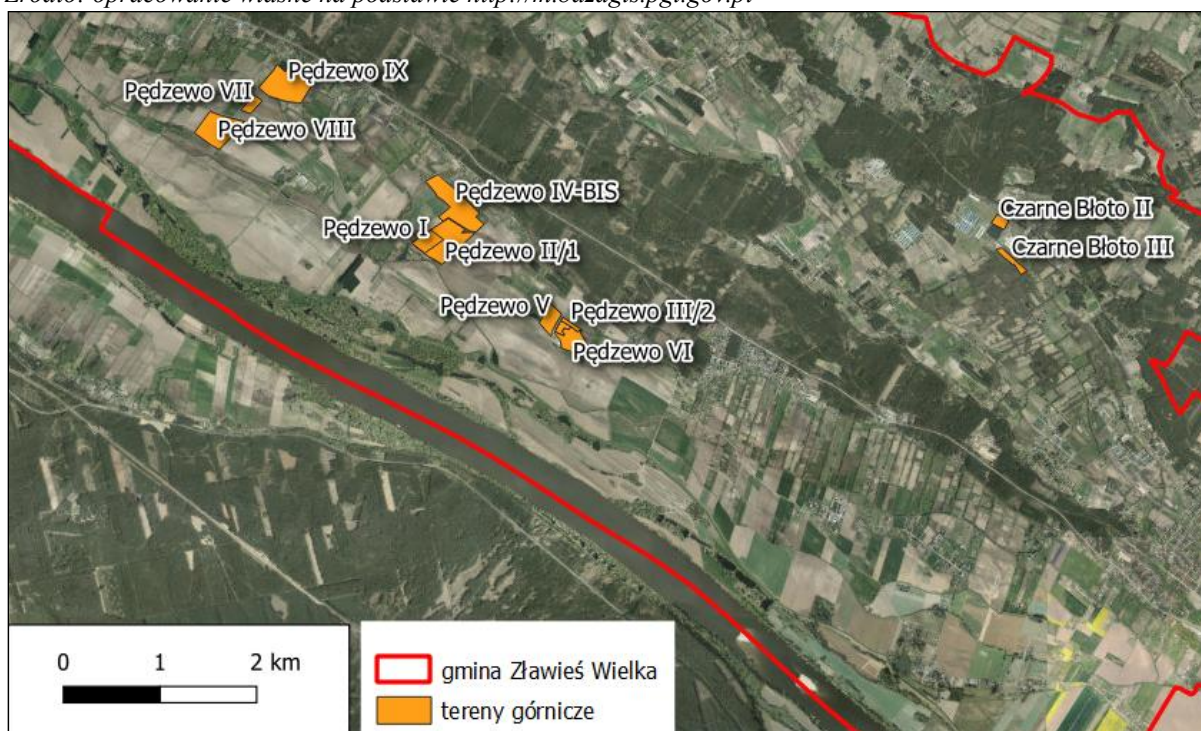 Pędzewo IX
Pędzewo VII
Pędzewo VIII
Pędzewo IV-BIS
Pędzewo I
Pędzewo II/1
Czarne Błoto II
Czarne Błoto III
Pędzewo V
Pędzewo III/2
Pędzewo VI
0 1 2 km
gmina Zławieś Wielka
tereny górnicze